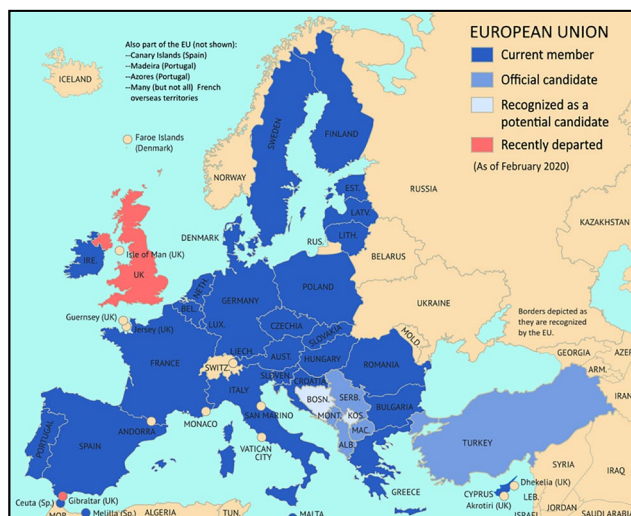 EUROPEAN UNION
Current member
Official candidate
Recognized as a
potential candidate
Recently departed
(As of February 2020)
Also part of the EU (not shown):
--Canary Islands (Spain)
--Madeira (Portugal)
--Azores (Portugal)
--Many (but not all) French
overseas territories
ICELAND
Faroe Islands
(Denmark)
NORWAY
SWEDEN
FINLAND
RUSSIA
EST.
LATV.
LITH.
RUS.
DENMARK
KAZAKHSTAN
BELARUS
IRE.
Isle of Man (UK)
UK
NETH.
BEL.
GERMANY
POLAND
UKRAINE
Guernsey (UK)
Jersey (UK)
LUX.
CZECHIA
SLOVAKIA
MOLD.
Borders depicted as
they are recognized
by the EU.
FRANCE
LIECH.
SWITZ.
AUST.
HUNGARY
ROMANIA
GEORGIA
AZER
ARM.
SLOVEN.
CROATIA
ITALY
BOSN.
SERB.
MONT.
KOS.
MAC.
ALB.
BULGARIA
IRAN
PORTUGAL
SPAIN
ANDORRA
MONACO
SAN MARINO
VATICAN
CITY
TURKEY
GREECE
SYRIA
IRAQ
CYPRUS
Dhekelia (UK)
Akrotiri (UK)
LEB.
Ceuta (Sp.)
Gibraltar (UK)
Melilla (Sp.)
MOR.
ALGERIA
TUN.
MALTA
ISRAEL
JORDAN
SAUDI ARABIA